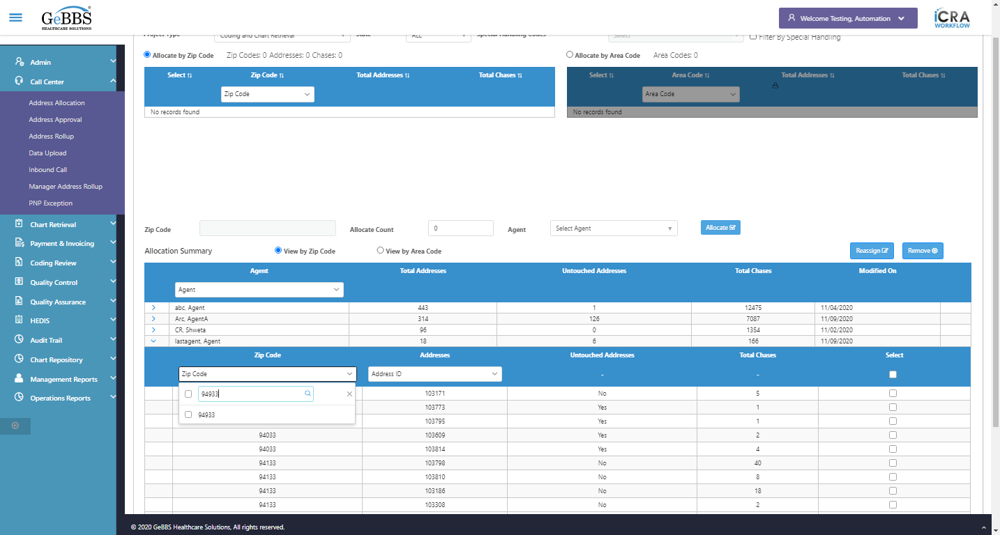 GeBBS
HEALTHCARE SOLUTIONS
Welcome Testing, Automation
iCRA
WORKFLOW
Project Type Coding and Chart Retrieval State ALL Special Handling Codes Select Filter By Special Handling
Admin
Call Center
Address Allocation
Address Approval
Address Rollup
Data Upload
Inbound Call
Manager Address Rollup
PNP Exception
Chart Retrieval
Payment & Invoicing
Coding Review
Quality Control
Quality Assurance
HEDIS
Audit Trail
Chart Repository
Management Reports
Operations Reports
Allocate by Zip Code Zip Codes: 0 Addresses: 0 Chases: 0
Select Zip Code Total Addresses Total Chases
Zip Code
No records found
Allocate by Area Code Area Codes: 0
Select Area Code Total Addresses Total Chases
Area Code
No records found
Zip Code Allocate Count 0 Agent Select Agent Allocate
Allocation Summary View by Zip Code View by Area Code Reassign Remove
Agent Total Addresses Untouched Addresses Total Chases Modified On
Agent
abc, Agent 443 1 12475 11/04/2020
Arc, AgentA 314 126 7087 11/09/2020
CR, Shweta 96 0 1354 11/02/2020
lastagent, Agent 18 6 166 11/09/2020
Zip Code Addresses Untouched Addresses Total Chases Select
Zip Code Address ID - -
94933
94933
103171 No 5
103773 Yes 1
103795 Yes 1
94033 103609 Yes 2
94033 103814 Yes 4
94133 103798 No 40
94133 103810 No 8
94133 103186 No 18
94133 103308 No 2
© 2020 GeBBS Healthcare Solutions, All rights reserved.